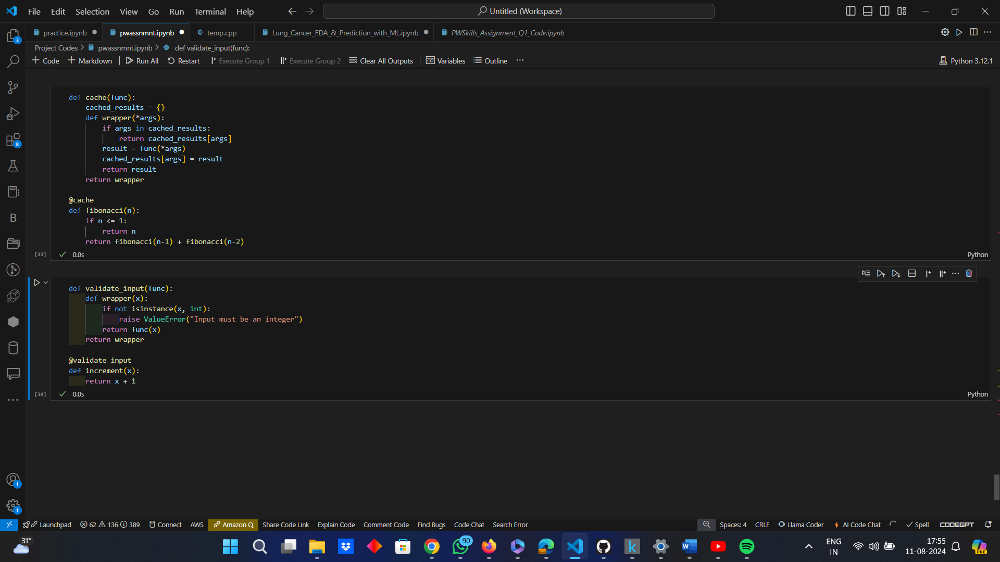 File Edit Selection View Go Run Terminal Help
Untitled (Workspace)
practice.ipynb
pwassnmnt.ipynb
temp.cpp
Lung_Cancer_EDA_&_Prediction_with_ML.ipynb
PWSkills_Assignment_Q1_Code.ipynb
Project Codes > pwassnmnt.ipynb > def validate_input(func):
+ Code + Markdown | Run All Restart Execute Group 1 Execute Group 2 Clear All Outputs | Variables Outline ...
Python 3.12.1
def cache(func):
    cached_results = {}
    def wrapper(*args):
        if args in cached_results:
            return cached_results[args]
        result = func(*args)
        cached_results[args] = result
        return result
    return wrapper
@cache
def fibonacci(n):
    if n <= 1:
        return n
    return fibonacci(n-1) + fibonacci(n-2)
[33] 0.0s Python
def validate_input(func):
    def wrapper(x):
        if not isinstance(x, int):
            raise ValueError("Input must be an integer")
        return func(x)
    return wrapper
@validate_input
def increment(x):
    return x + 1
[34] 0.0s Python
3
8
B
1
1
Launchpad 62 136 389 Connect AWS Amazon Q Share Code Link Explain Code Comment Code Find Bugs Code Chat Search Error
Spaces: 4 CRLF Llama Coder AI Code Chat Spell CODEGPT
31°
90
k
W
ENG
IN
17:55
11-08-2024
PRE